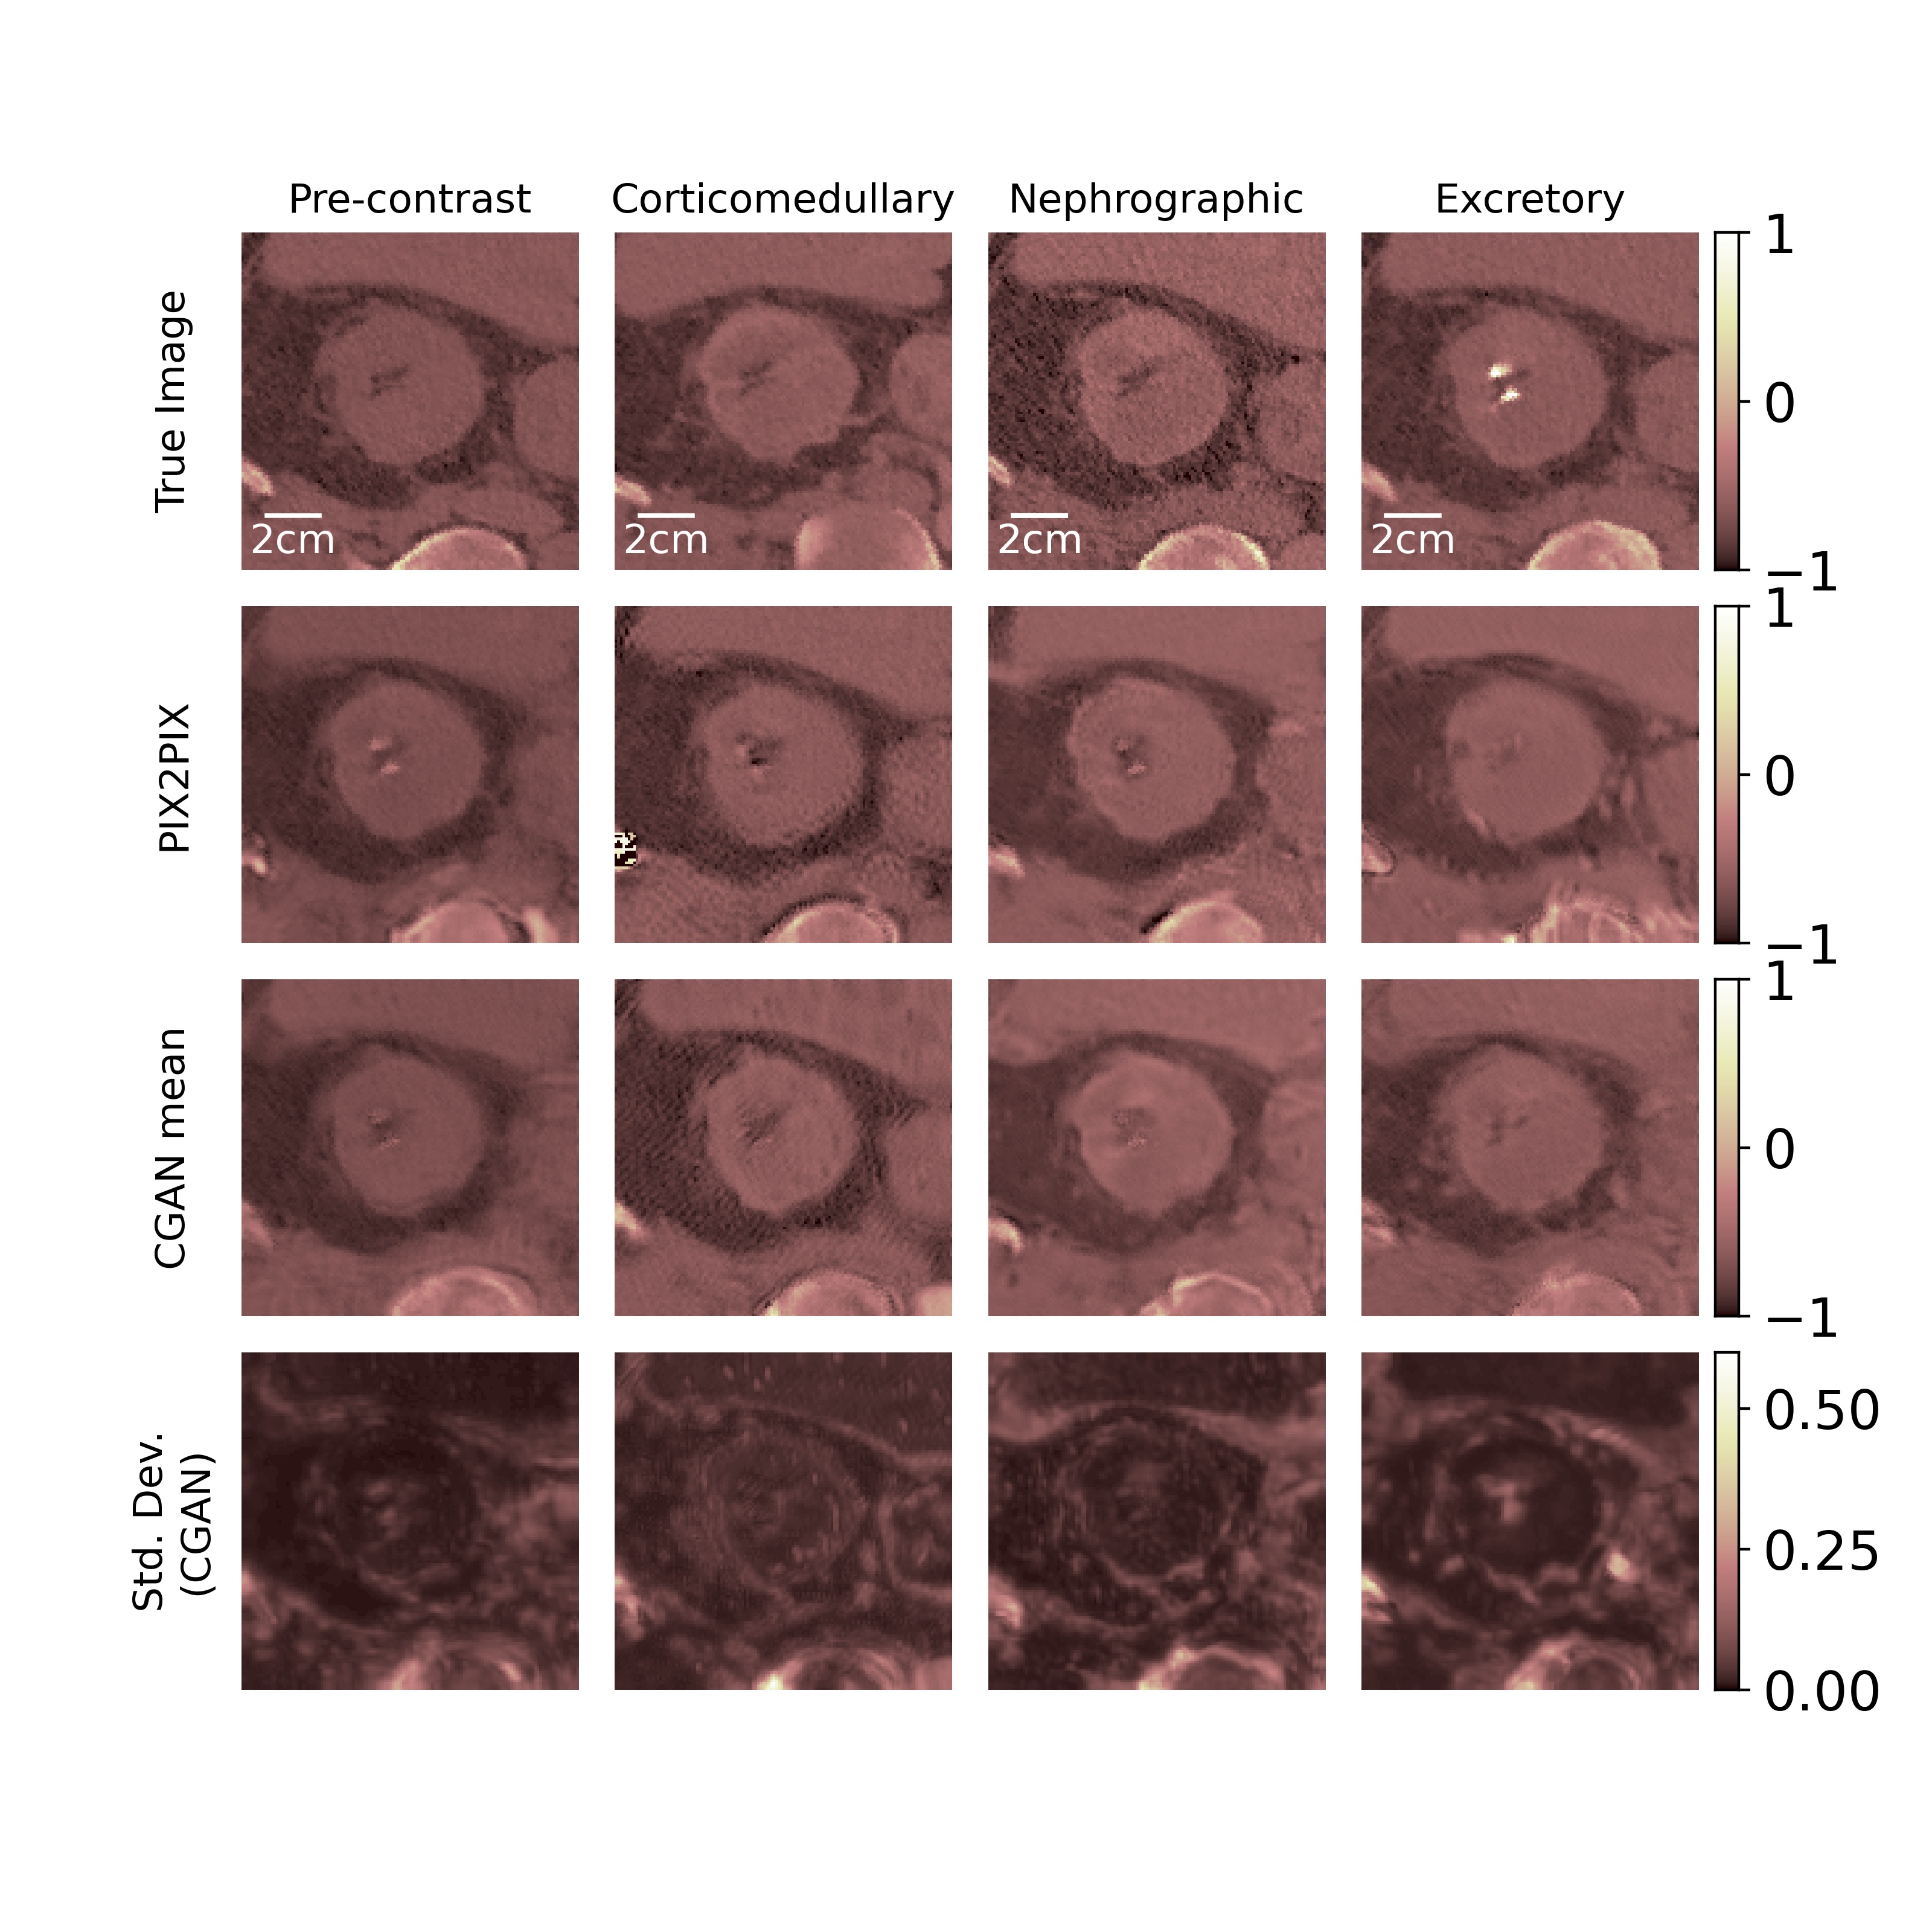 Pre-contrast
Corticomedullary
Nephrographic
Excretory
True Image
2cm
2cm
2cm
2cm
1
0
−1
PIX2PIX
1
0
−1
CGAN mean
1
0
−1
Std. Dev.
(CGAN)
0.50
0.25
0.00